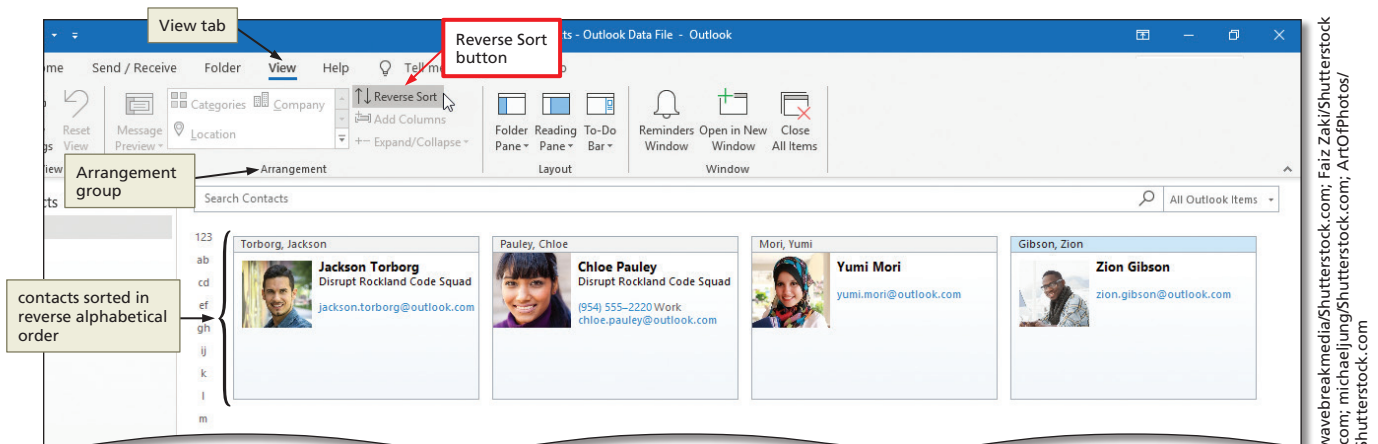 View tab
Reverse Sort
button
ts - Outlook Data File - Outlook
ome Send / Receive Folder View Help Tell me
Reset
View
Message
Preview
Categories Company
Location
Reverse Sort
Add Columns
Expand/Collapse
Folder
Pane
Reading
Pane
To-Do
Bar
Reminders
Window
Open in New
Window
Close
All Items
Arrangement
Layout
Window
Arrangement
group
Search Contacts
All Outlook Items
contacts sorted in
reverse alphabetical
order
123
ab
cd
ef
gh
ij
k
l
m
Torborg, Jackson
Jackson Torborg
Disrupt Rockland Code Squad
jackson.torborg@outlook.com
Pauley, Chloe
Chloe Pauley
Disrupt Rockland Code Squad
(954) 555–2220 Work
chloe.pauley@outlook.com
Mori, Yumi
Yumi Mori
yumi.mori@outlook.com
Gibson, Zion
Zion Gibson
zion.gibson@outlook.com
wavebreakmedia/Shutterstock.com; Faiz Zaki/Shutterstock
com; michaeljung/Shutterstock.com; ArtOfPhotos/
Shutterstock.com